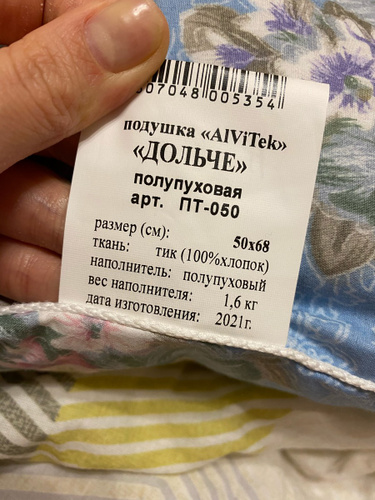 07048 005354
подушка «AlViTek»
«ДОЛЬЧЕ»
полупуховая
арт. ПТ-050
размер (см): 50x68
ткань: тик (100%хлопок)
наполнитель: полупуховый
вес наполнителя: 1,6 кг
дата изготовления: 2021г.